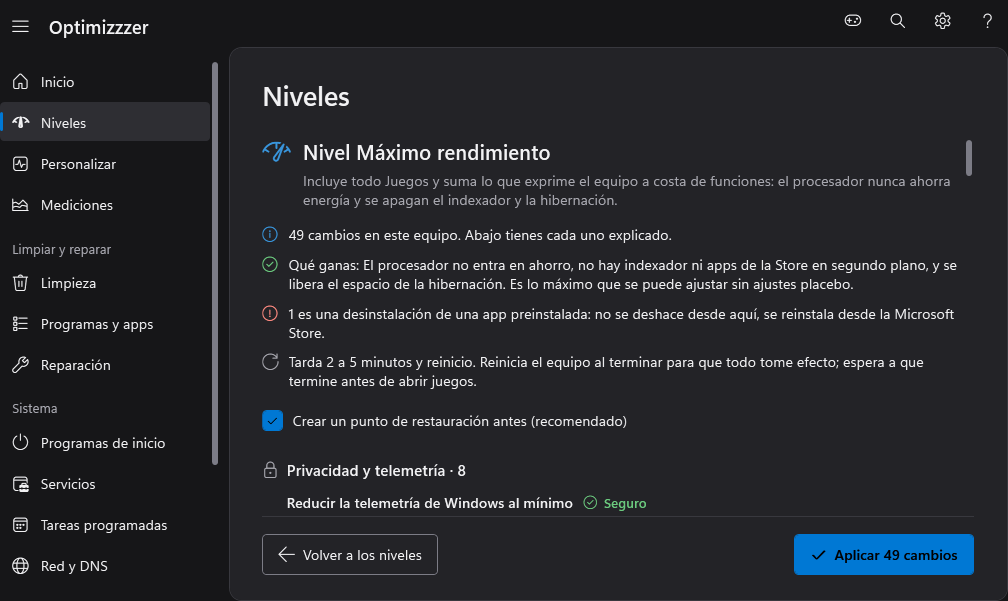 Optimizzzer
Inicio
Niveles
Personalizar
Mediciones
Limpiar y reparar
Limpieza
Programas y apps
Reparación
Sistema
Programas de inicio
Servicios
Tareas programadas
Red y DNS
Niveles
Nivel Máximo rendimiento
Incluye todo Juegos y suma lo que exprime el equipo a costa de funciones: el procesador nunca ahorra
energía y se apagan el indexador y la hibernación.
49 cambios en este equipo. Abajo tienes cada uno explicado.
Qué ganas: El procesador no entra en ahorro, no hay indexador ni apps de la Store en segundo plano, y se
libera el espacio de la hibernación. Es lo máximo que se puede ajustar sin ajustes placebo.
1 es una desinstalación de una app preinstalada: no se deshace desde aquí, se reinstala desde la Microsoft
Store.
Tarda 2 a 5 minutos y reinicio. Reinicia el equipo al terminar para que todo tome efecto; espera a que
termine antes de abrir juegos.
Crear un punto de restauración antes (recomendado)
Privacidad y telemetría · 8
Reducir la telemetría de Windows al mínimo Seguro
Volver a los niveles
Aplicar 49 cambios